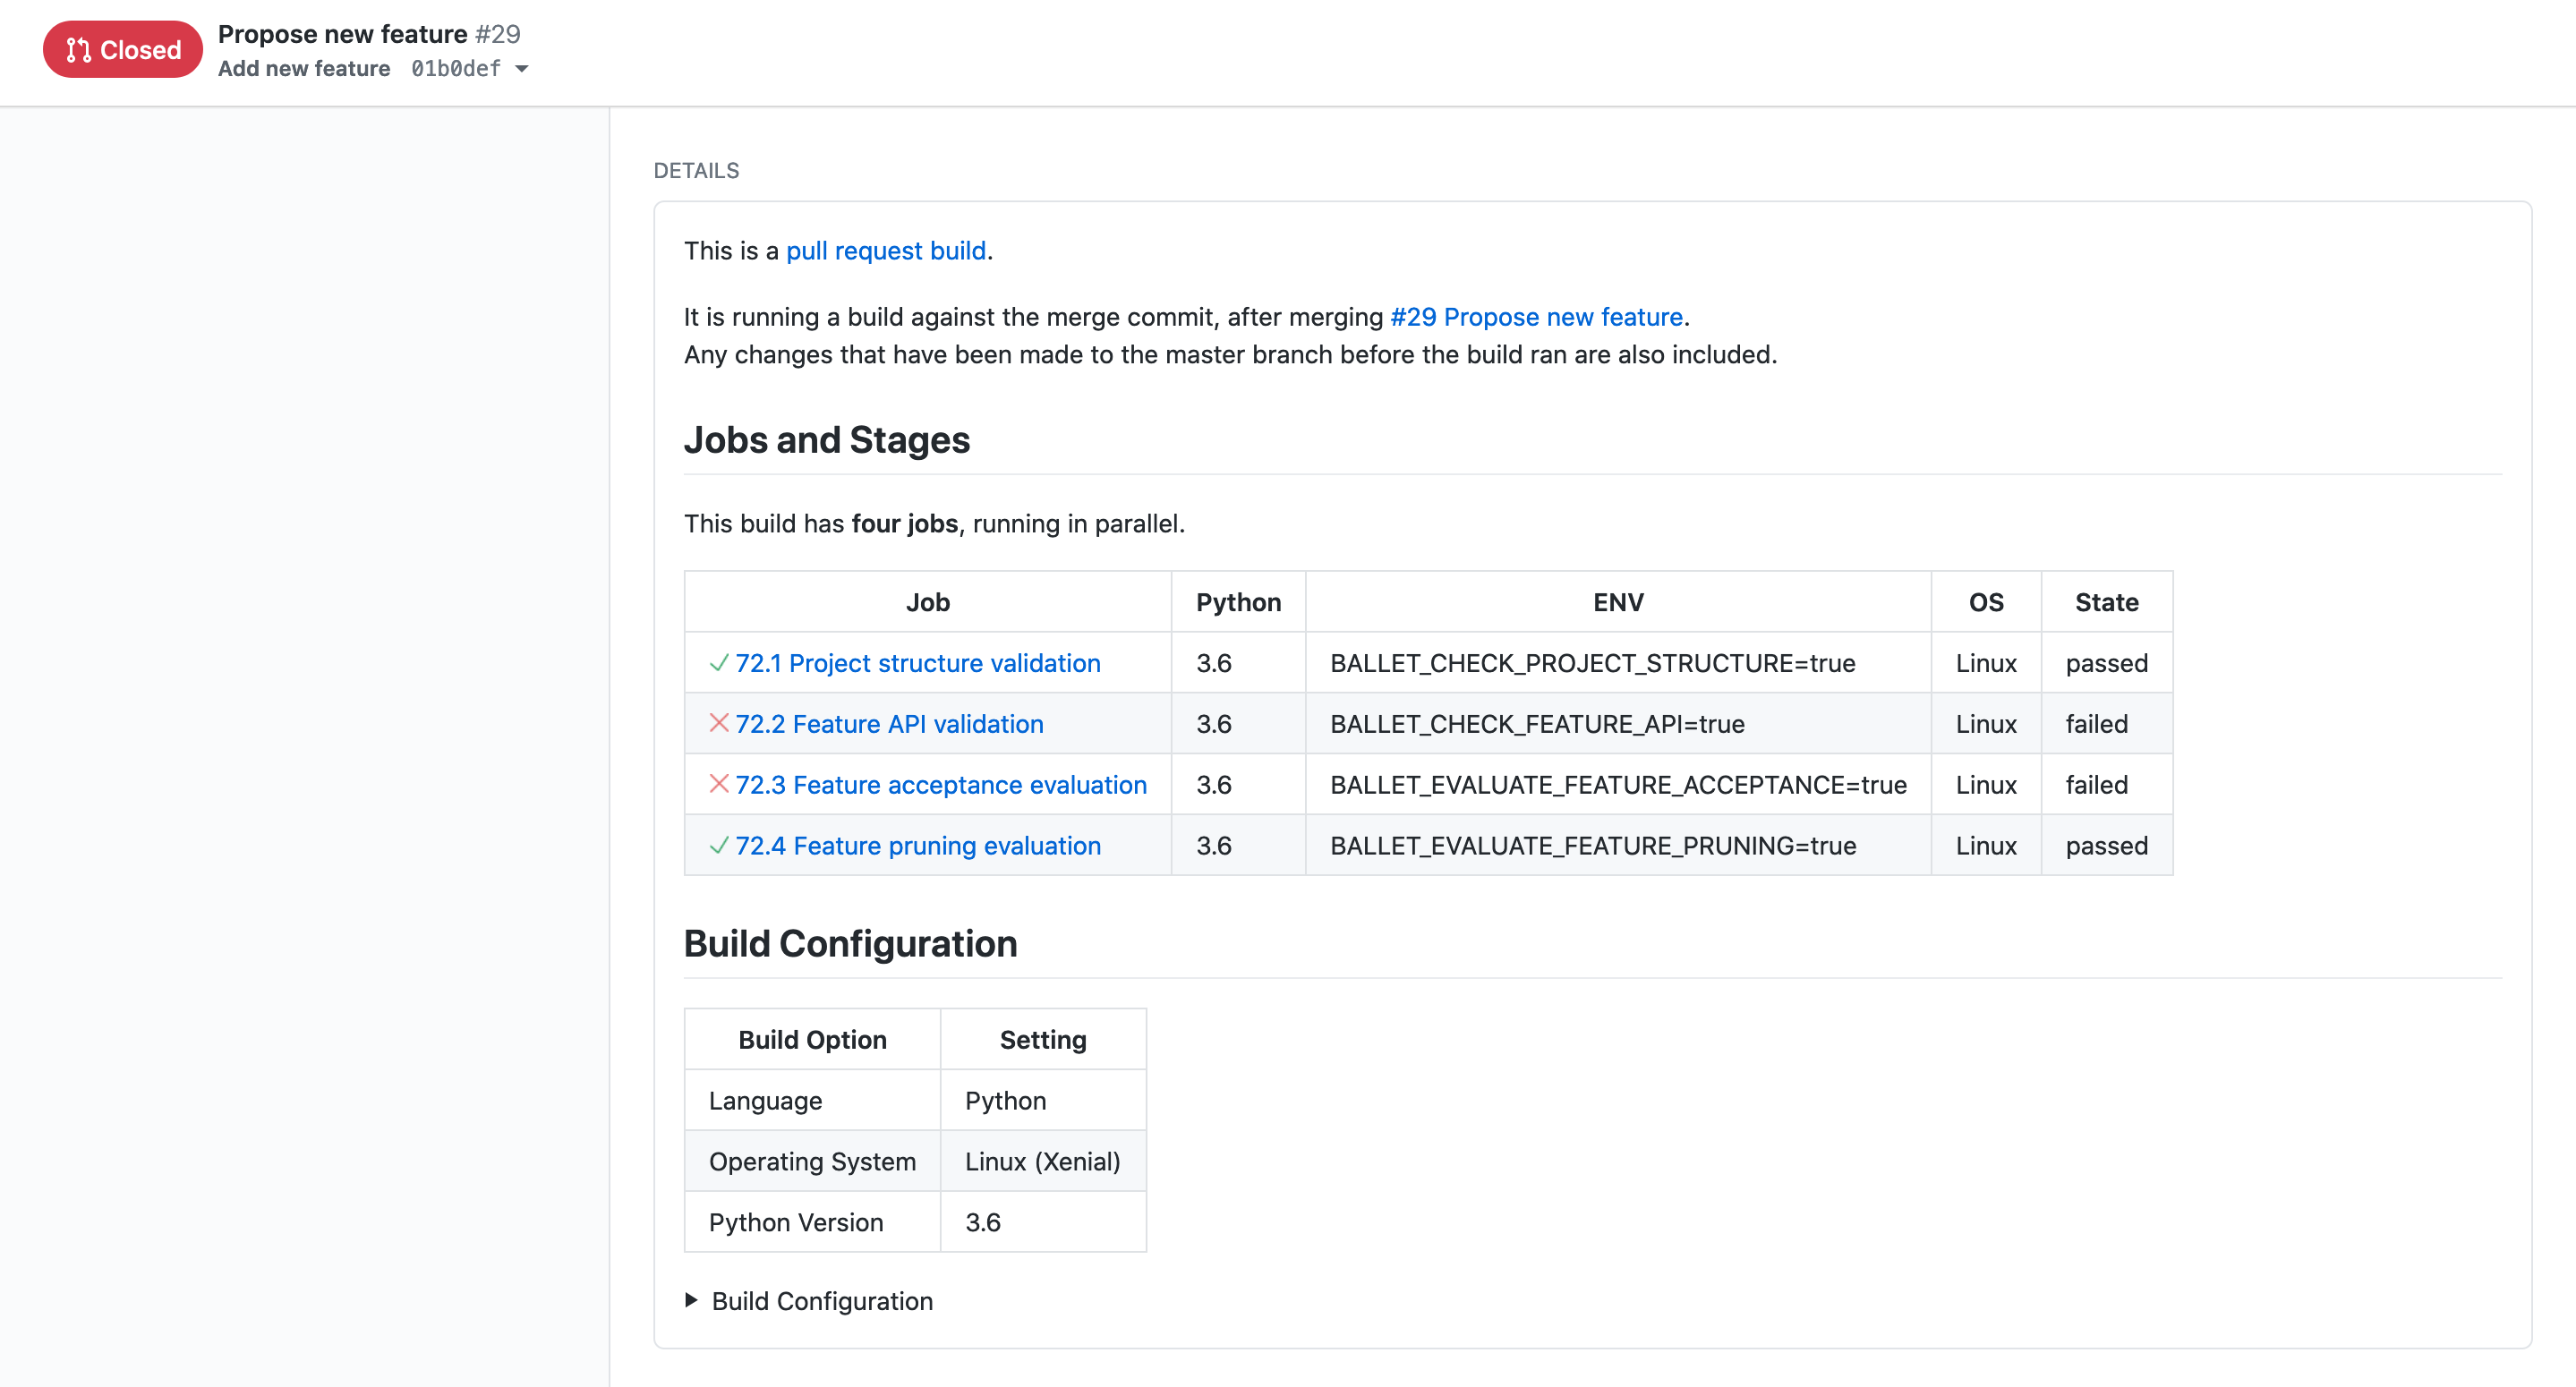 Closed
Propose new feature #29
Add new feature 01b0def
DETAILS
This is a pull request build.
It is running a build against the merge commit, after merging #29 Propose new feature.
Any changes that have been made to the master branch before the build ran are also included.
Jobs and Stages
This build has four jobs, running in parallel.
Job Python ENV OS State
72.1 Project structure validation 3.6 BALLET_CHECK_PROJECT_STRUCTURE=true Linux passed
72.2 Feature API validation 3.6 BALLET_CHECK_FEATURE_API=true Linux failed
72.3 Feature acceptance evaluation 3.6 BALLET_EVALUATE_FEATURE_ACCEPTANCE=true Linux failed
72.4 Feature pruning evaluation 3.6 BALLET_EVALUATE_FEATURE_PRUNING=true Linux passed
Build Configuration
Build Option Setting
Language Python
Operating System Linux (Xenial)
Python Version 3.6
Build Configuration